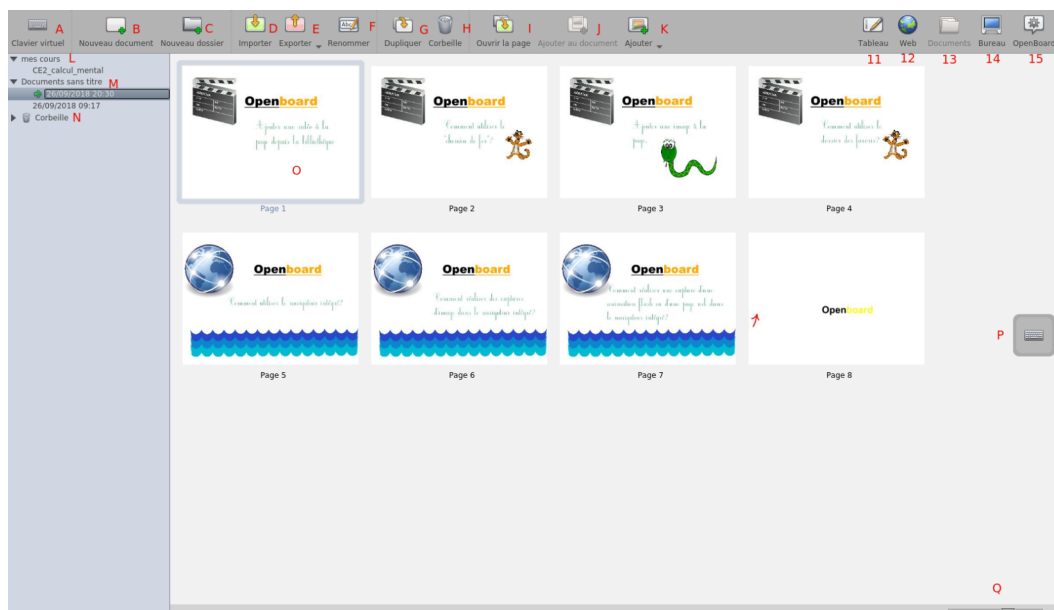 A B C D E F G H I J K
Clavier virtuel Nouveau document Nouveau dossier Importer Exporter Renommer Dupliquer Corbeille Ouvrir la page Ajouter au document Ajouter Tableau Web Documents Bureau OpenBoard
11 12 13 14 15
mes cours L
CE2_calcul_mental
Documents sans titre M
26/09/2018 20:30
26/09/2018 09:17
Corbeille N
Openboard
Ajouter une vidéo à la
page depuis la bibliothèque
O
Page 1
Openboard
Comment utiliser le
"chemin de fer"?
Page 2
Openboard
Ajouter une image à la
page.
Page 3
Openboard
Comment utiliser le
dossier des favoris?
Page 4
Openboard
Comment utiliser le navigateur intégré?
Page 5
Openboard
Comment réaliser des captures
d'image dans le navigateur intégré?
Page 6
Openboard
Comment réaliser une capture d'une
animation flash ou d'une page web dans
le navigateur intégré?
Page 7
Openboard
Page 8
P
Q